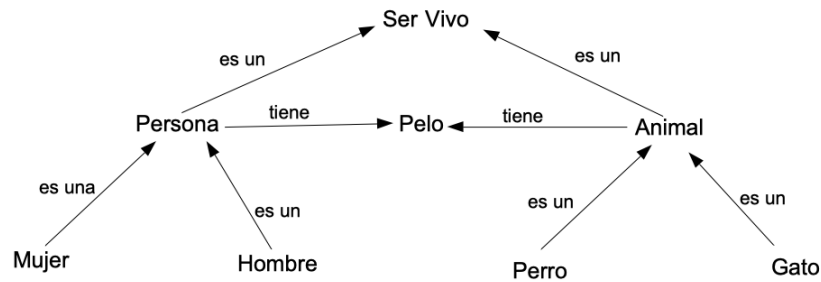 Ser Vivo
es un
es un
Persona
tiene
Pelo
tiene
Animal
es una
es un
es un
es un
Mujer
Hombre
Perro
Gato